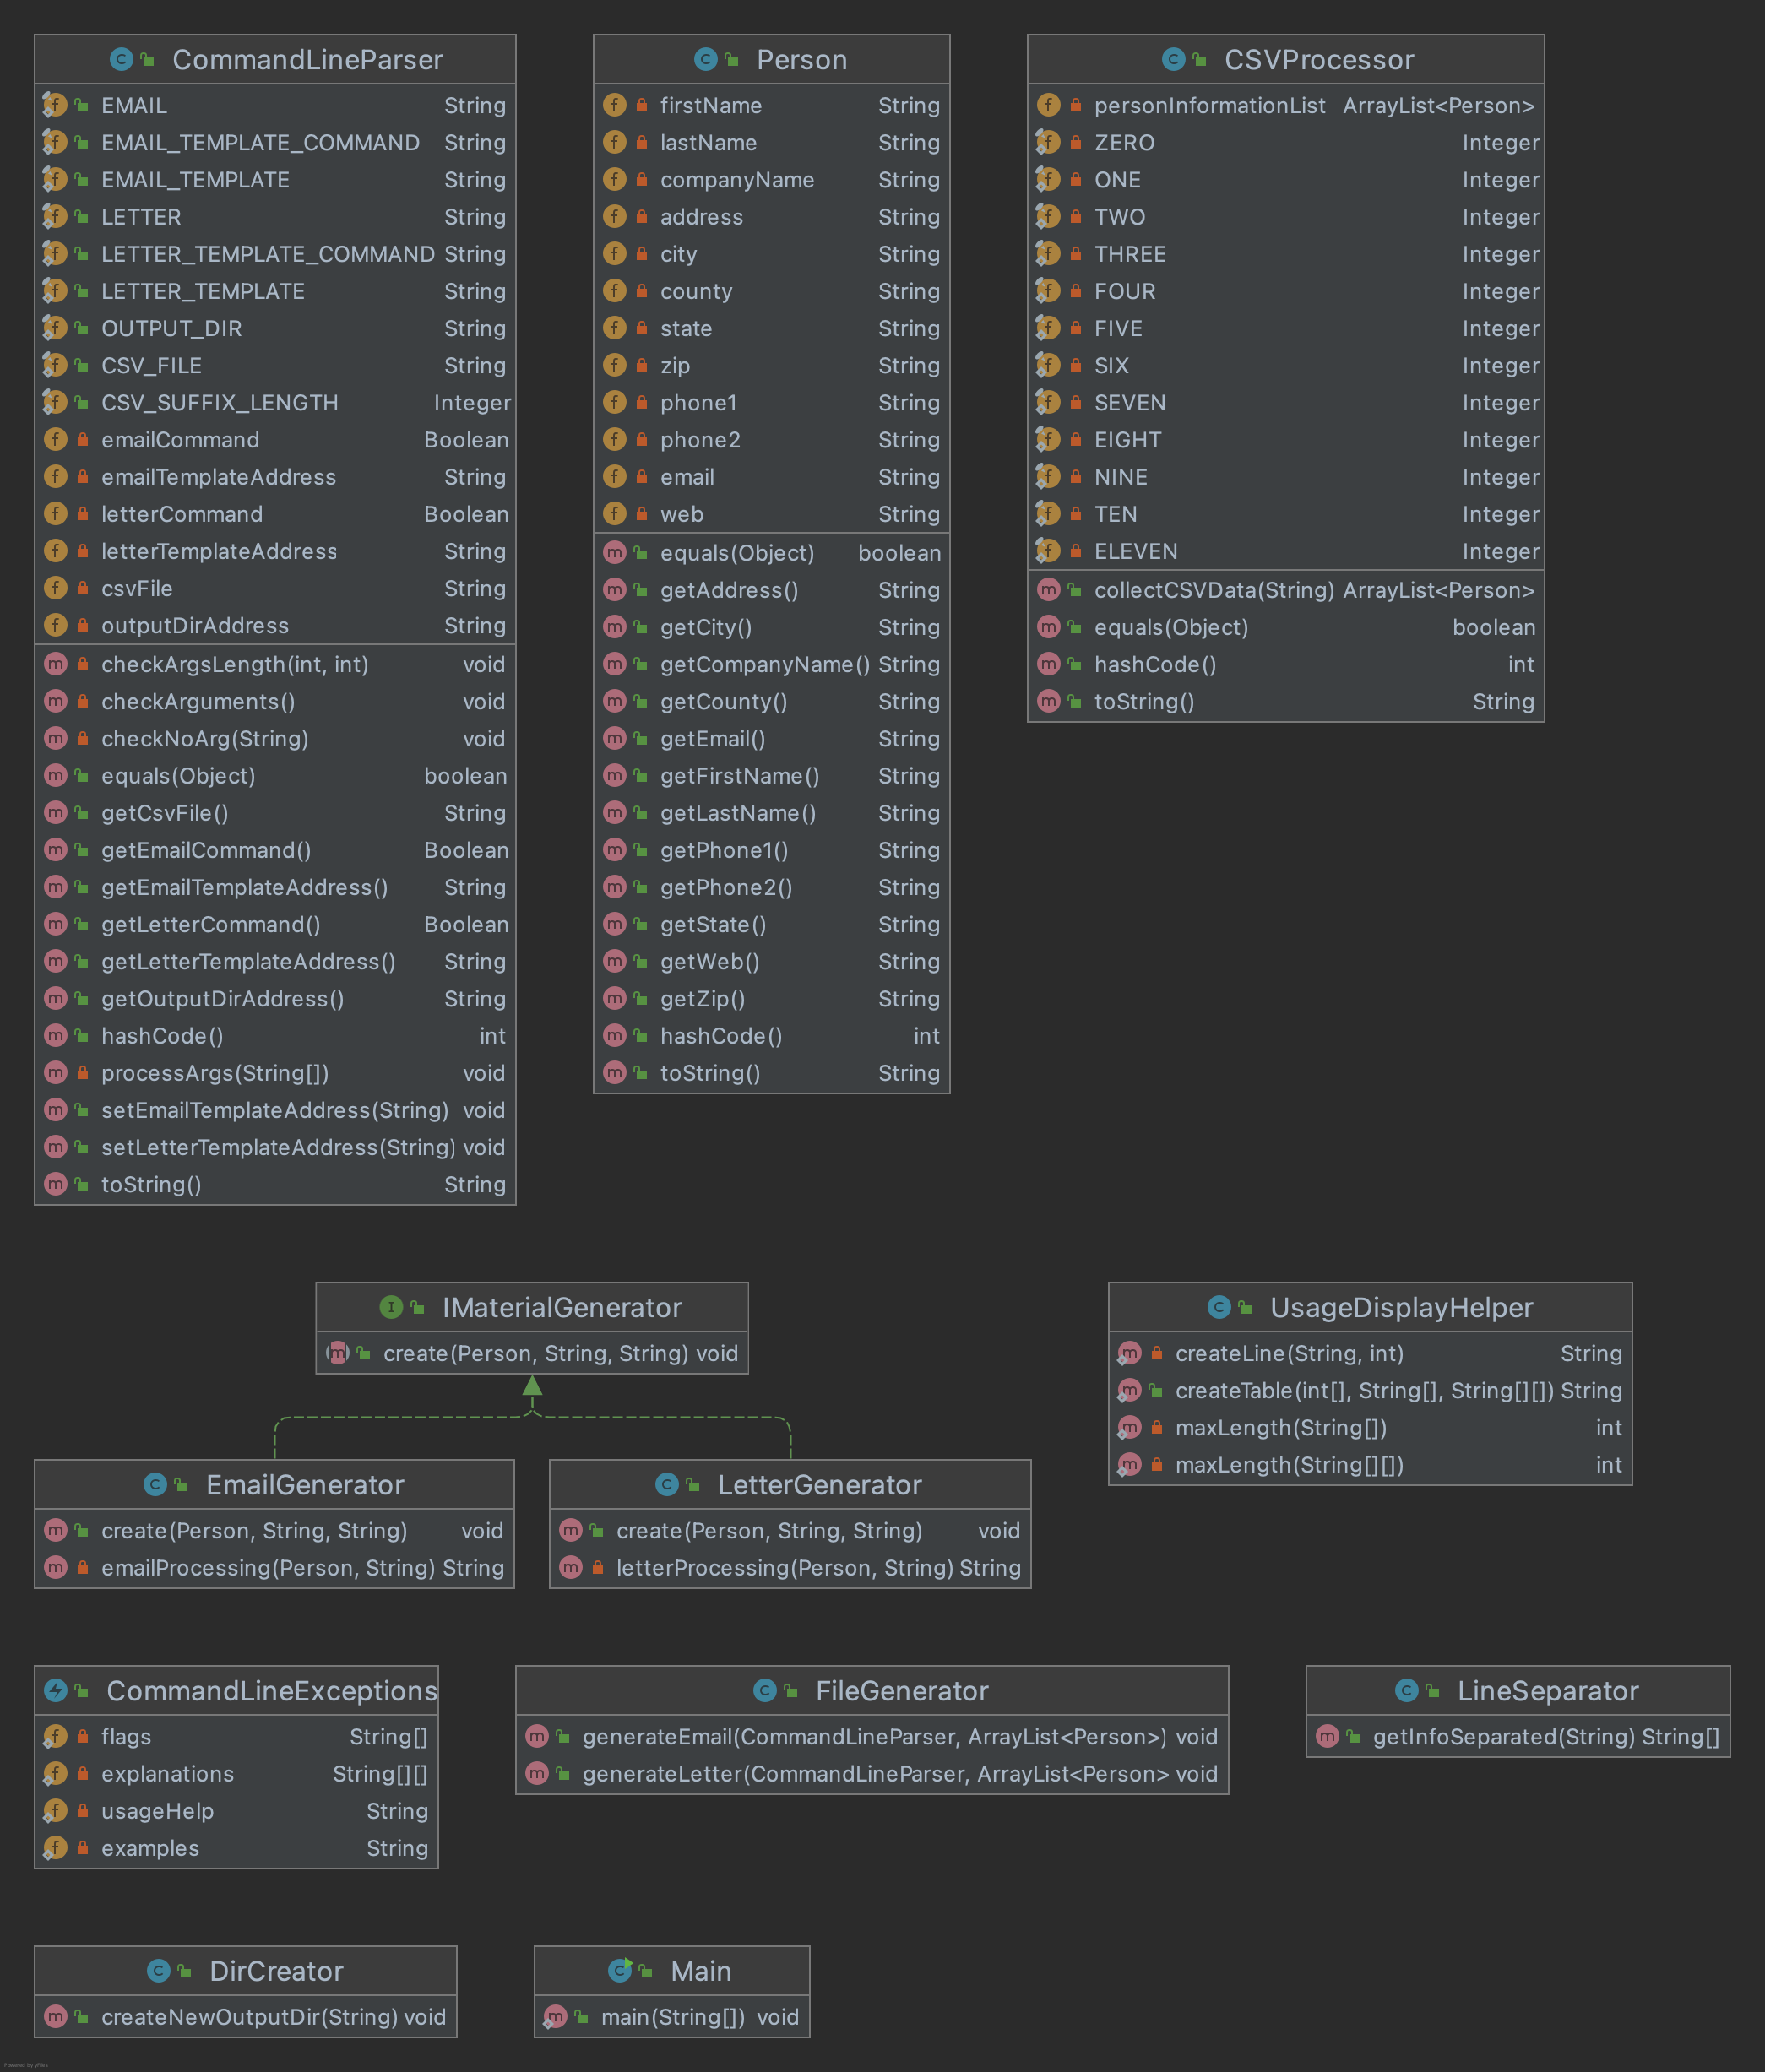 CommandLineParser
EMAIL String
EMAIL_TEMPLATE_COMMAND String
EMAIL_TEMPLATE String
LETTER String
LETTER_TEMPLATE_COMMAND String
LETTER_TEMPLATE String
OUTPUT_DIR String
CSV_FILE String
CSV_SUFFIX_LENGTH Integer
emailCommand Boolean
emailTemplateAddress String
letterCommand Boolean
letterTemplateAddress String
csvFile String
outputDirAddress String
checkArgsLength(int, int) void
checkArguments() void
checkNoArg(String) void
equals(Object) boolean
getCsvFile() String
getEmailCommand() Boolean
getEmailTemplateAddress() String
getLetterCommand() Boolean
getLetterTemplateAddress() String
getOutputDirAddress() String
hashCode() int
processArgs(String[]) void
setEmailTemplateAddress(String) void
setLetterTemplateAddress(String) void
toString() String
Person
firstName String
lastName String
companyName String
address String
city String
county String
state String
zip String
phone1 String
phone2 String
email String
web String
equals(Object) boolean
getAddress() String
getCity() String
getCompanyName() String
getCounty() String
getEmail() String
getFirstName() String
getLastName() String
getPhone1() String
getPhone2() String
getState() String
getWeb() String
getZip() String
hashCode() int
toString() String
CSVProcessor
personInformationList ArrayList<Person>
ZERO Integer
ONE Integer
TWO Integer
THREE Integer
FOUR Integer
FIVE Integer
SIX Integer
SEVEN Integer
EIGHT Integer
NINE Integer
TEN Integer
ELEVEN Integer
collectCSVData(String) ArrayList<Person>
equals(Object) boolean
hashCode() int
toString() String
IMaterialGenerator
create(Person, String, String) void
UsageDisplayHelper
createLine(String, int) String
createTable(int[], String[], String[][]) String
maxLength(String[]) int
maxLength(String[][]) int
EmailGenerator
create(Person, String, String) void
emailProcessing(Person, String) String
LetterGenerator
create(Person, String, String) void
letterProcessing(Person, String) String
CommandLineExceptions
flags String[]
explanations String[][]
usageHelp String
examples String
FileGenerator
generateEmail(CommandLineParser, ArrayList<Person>) void
generateLetter(CommandLineParser, ArrayList<Person> void
LineSeparator
getInfoSeparated(String) String[]
DirCreator
createNewOutputDir(String) void
Main
main(String[]) void
Powered by yFiles